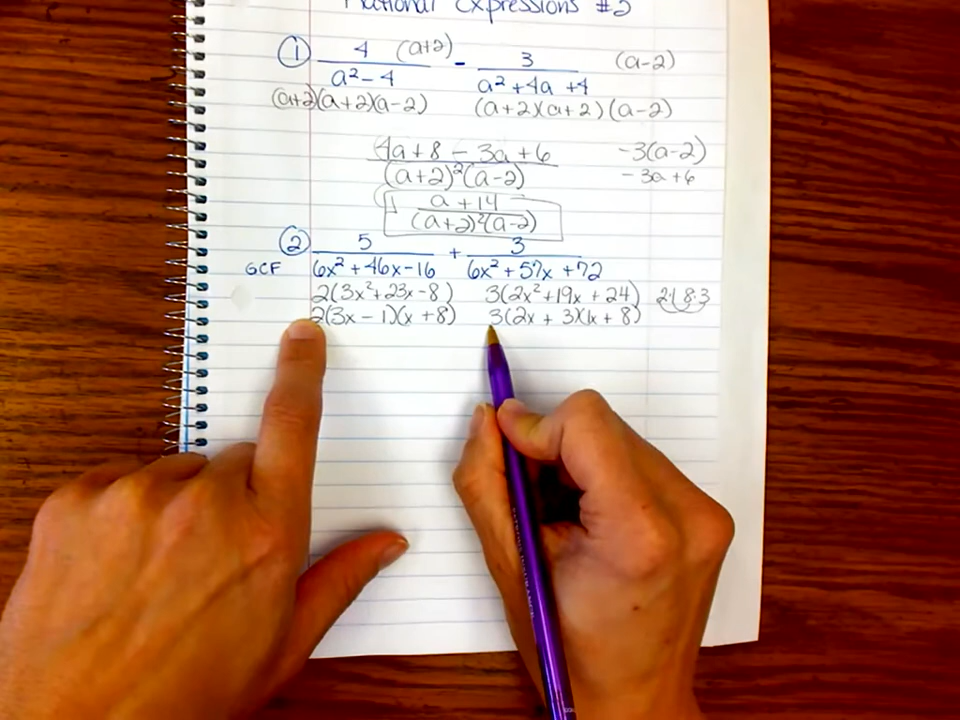 Rational Expressions #2
① 4 (a+2) - 3 (a-2)
a² - 4 a² + 4a + 4
(a+2)(a+2)(a-2) (a+2)(a+2)(a-2)
4a + 8 - 3a + 6 -3(a-2)
(a+2)²(a-2) -3a + 6
a + 14
(a+2)²(a-2)
② 5 + 3
GCF 6x² + 46x - 16 6x² + 57x + 72
2(3x² + 23x - 8) 3(2x² + 19x + 24) 2·( 8·3
2(3x - 1)(x + 8) 3(2x + 3)(x + 8)